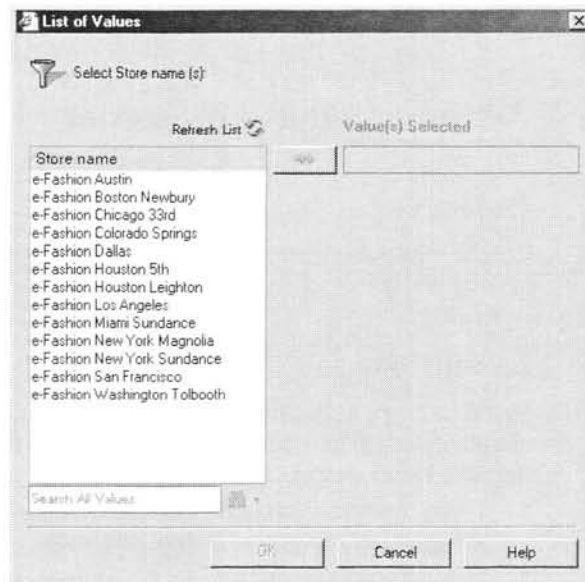 List of Values
Select Store name (s):
Refresh List
Value(s) Selected
Store name
e-Fashion Austin
e-Fashion Boston Newbury
e-Fashion Chicago 33rd
e-Fashion Colorado Springs
e-Fashion Dallas
e-Fashion Houston 5th
e-Fashion Houston Leighton
e-Fashion Los Angeles
e-Fashion Miami Sundance
e-Fashion New York Magnolia
e-Fashion New York Sundance
e-Fashion San Francisco
e-Fashion Washington Tolbooth
Search All Values
OK Cancel Help